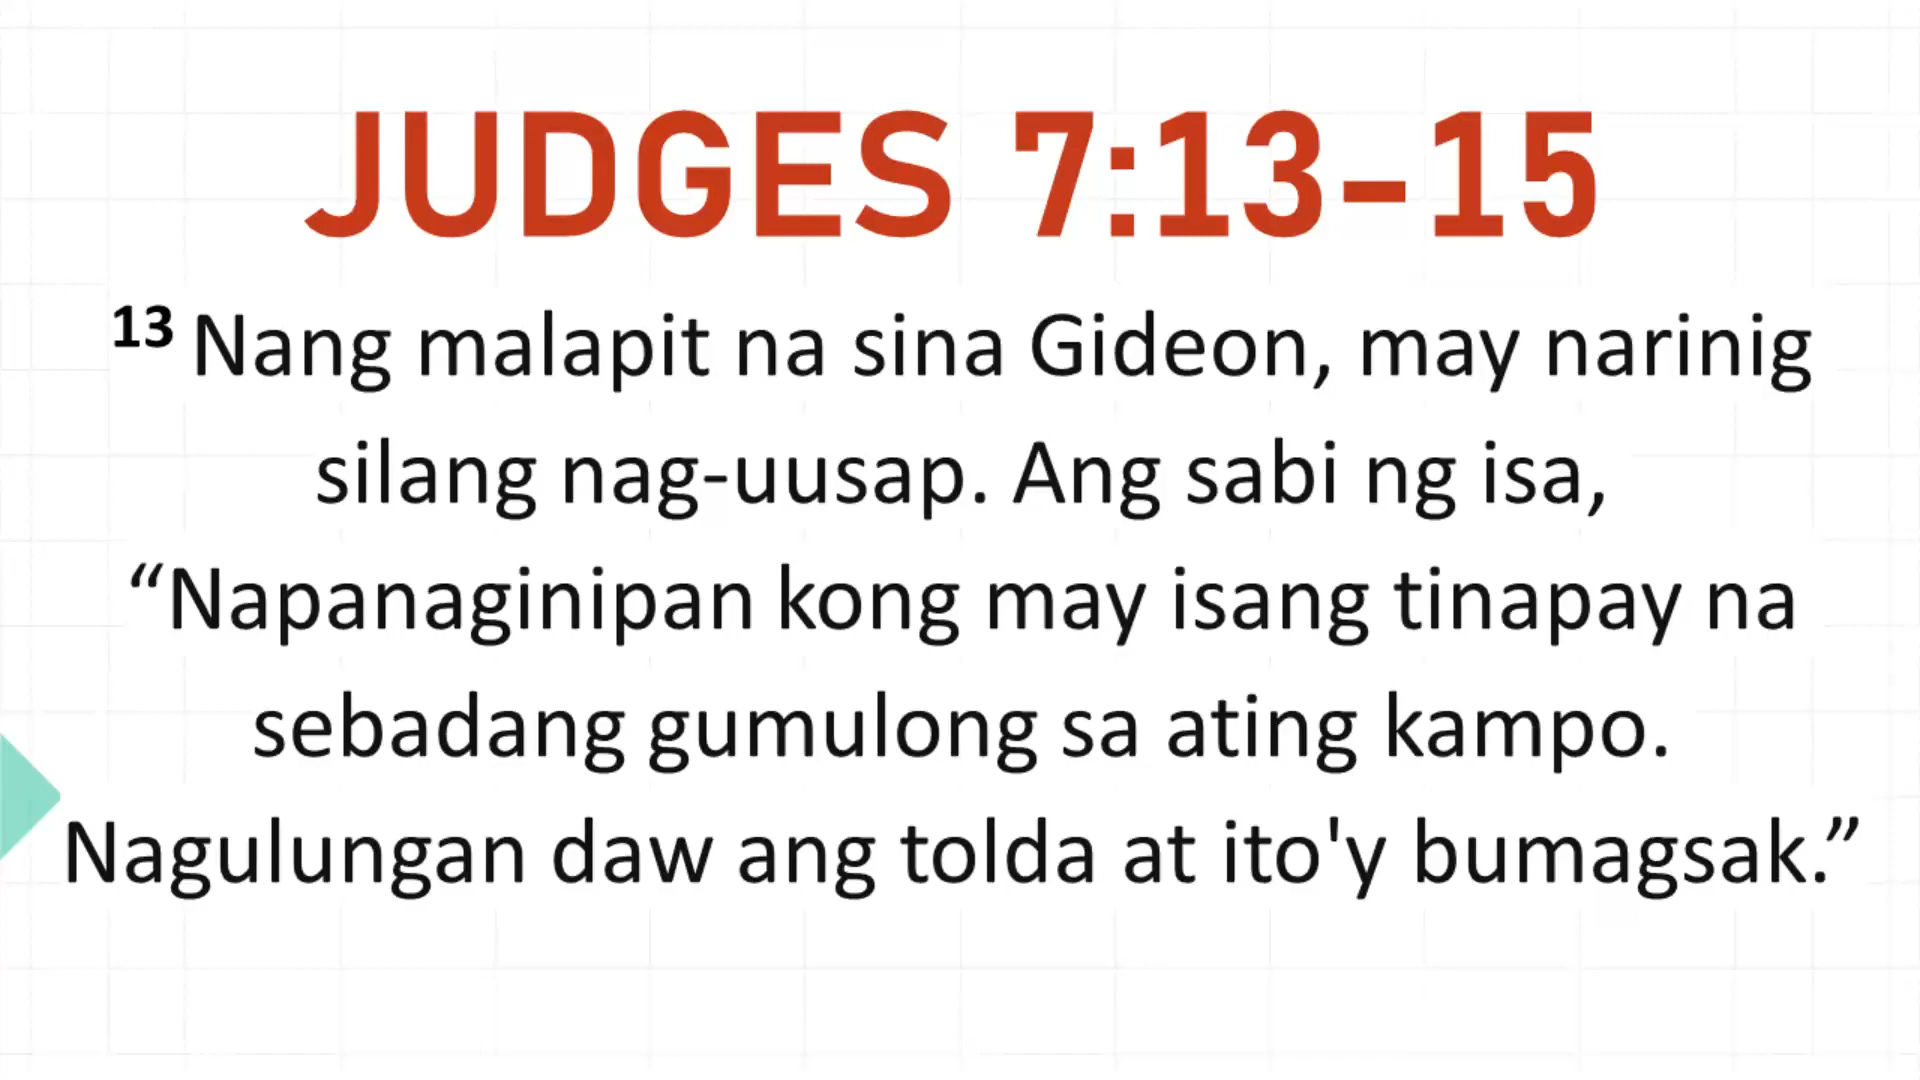 JUDGES 7:13-15
13 Nang malapit na sina Gideon, may narinig
silang nag-uusap. Ang sabi ng isa,
“Napanaginipan kong may isang tinapay na
sebadang gumulong sa ating kampo.
Nagulungan daw ang tolda at ito'y bumagsak.”